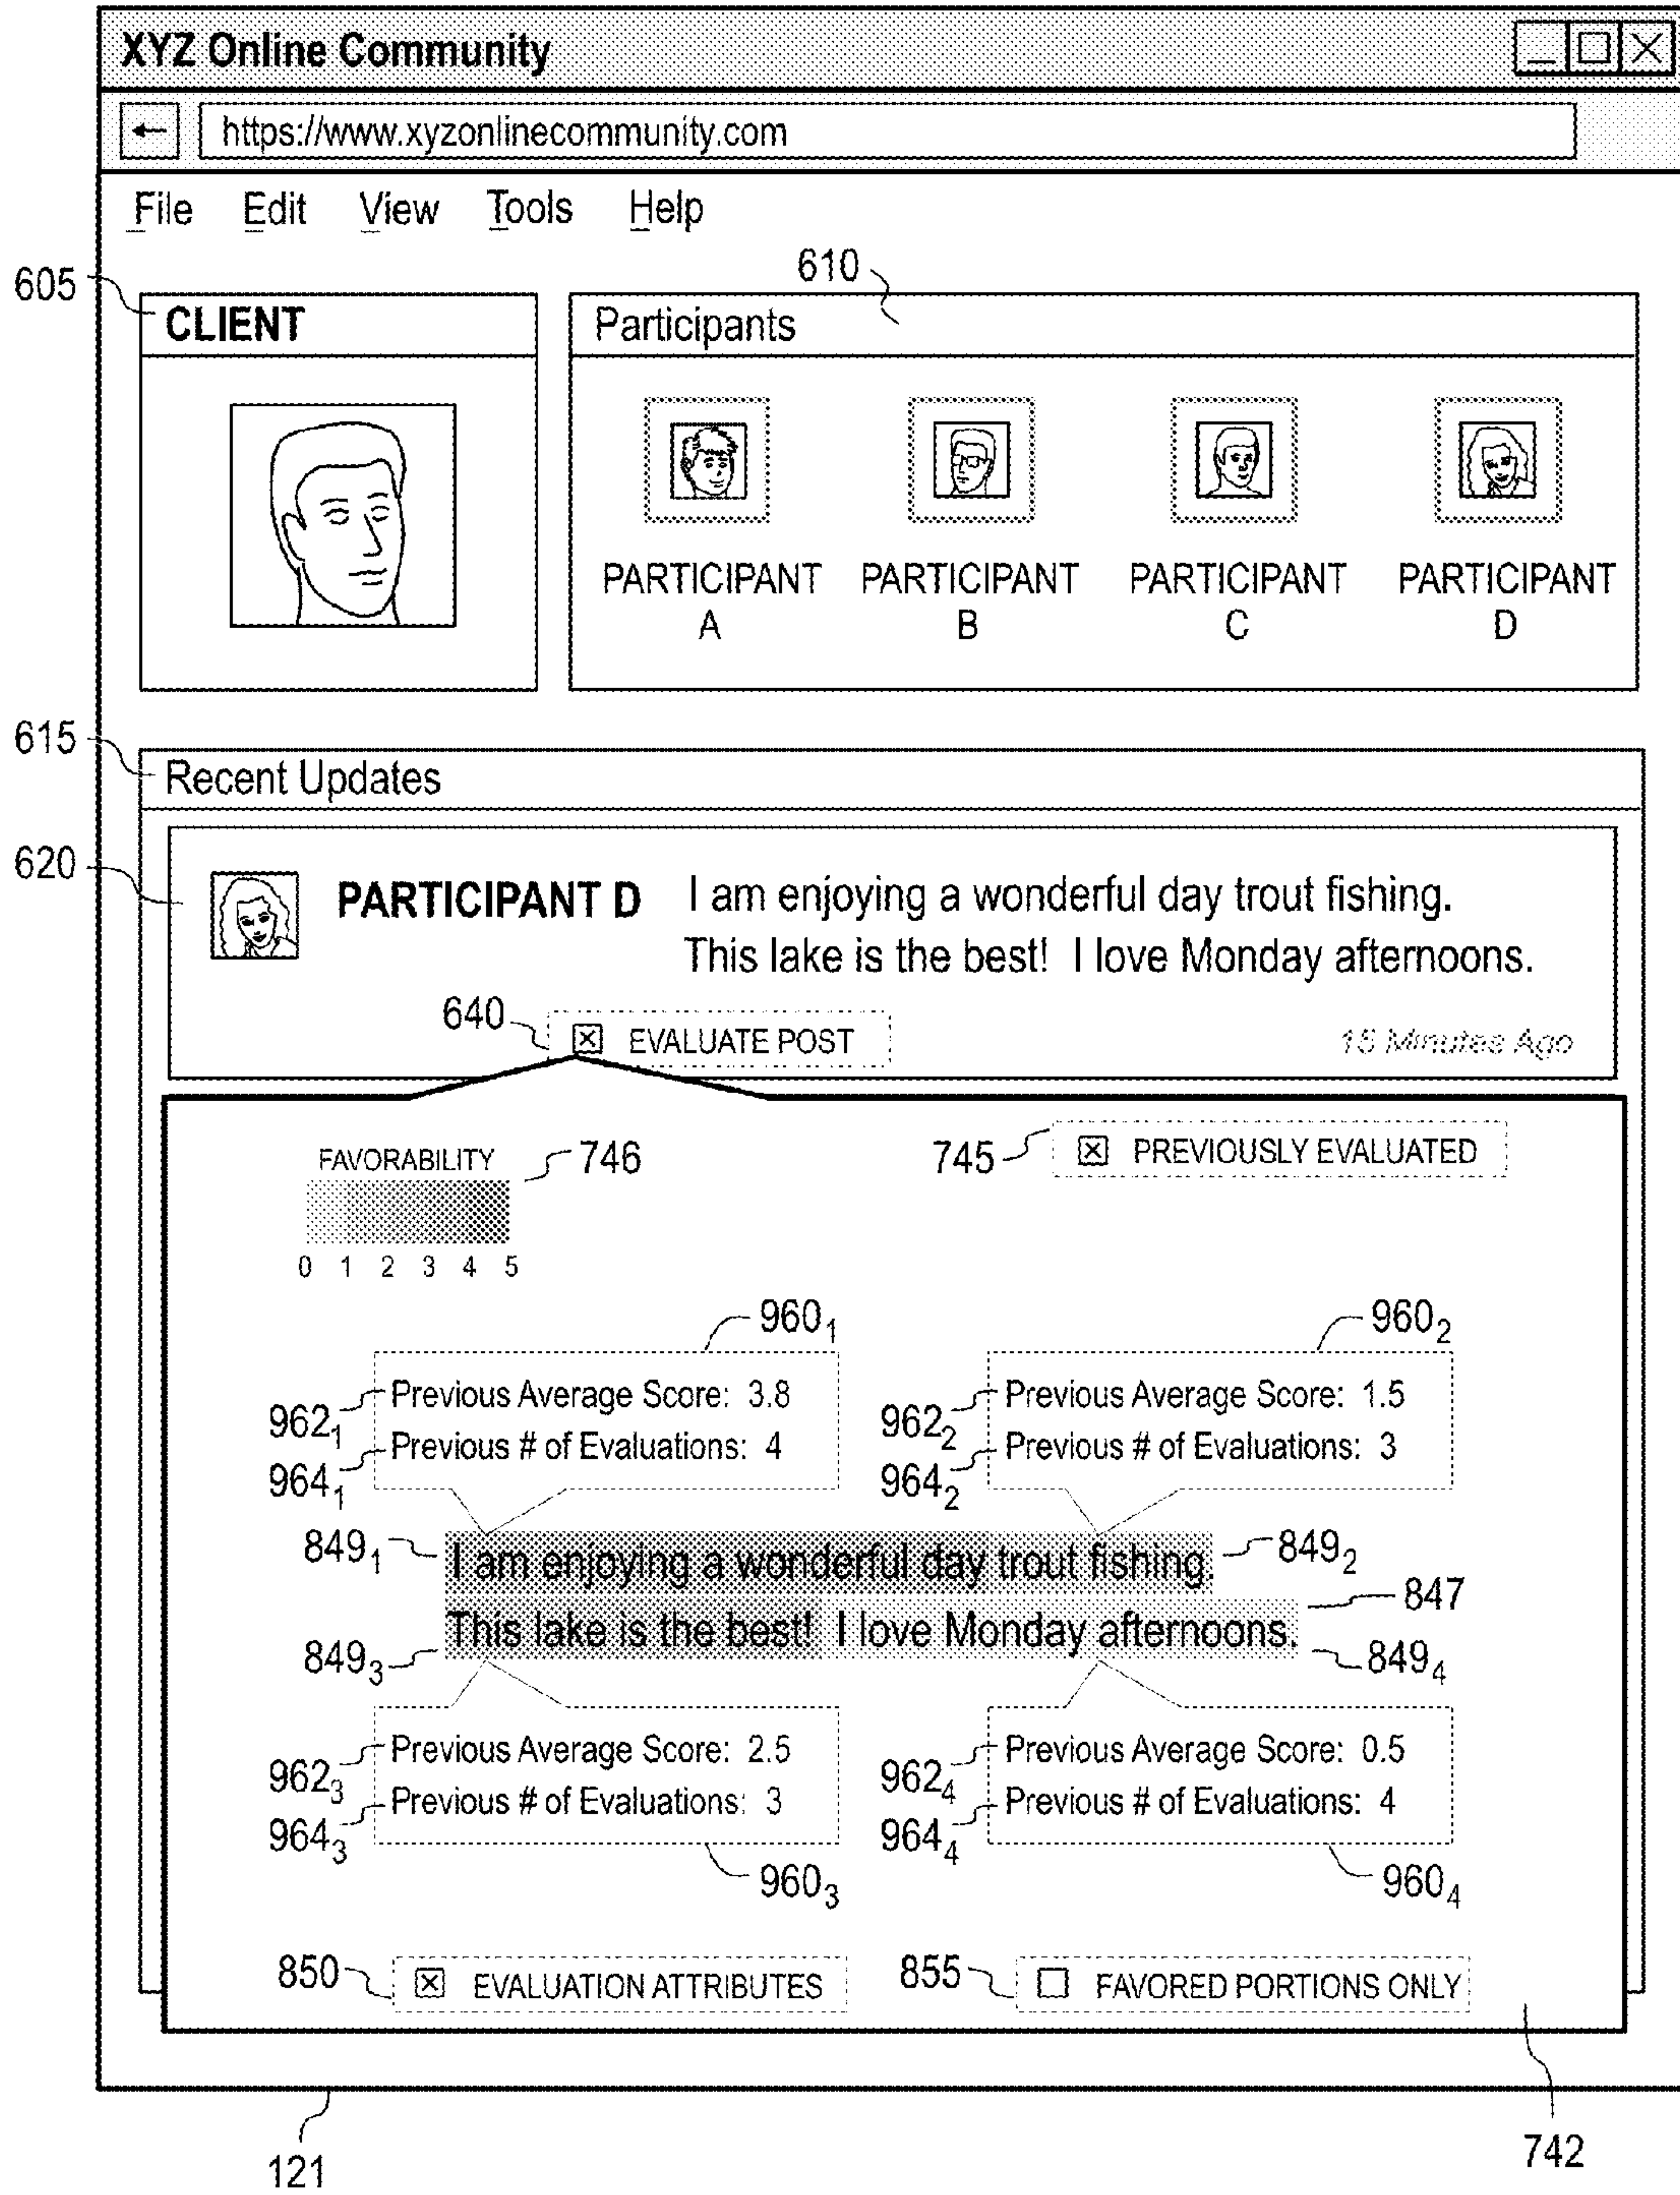 XYZ Online Community
https://www.xyzonlinecommunity.com
File Edit View Tools Help
605
610
CLIENT
Participants
PARTICIPANT A
PARTICIPANT B
PARTICIPANT C
PARTICIPANT D
615
Recent Updates
620
PARTICIPANT D
I am enjoying a wonderful day trout fishing.
This lake is the best! I love Monday afternoons.
640
EVALUATE POST
15 Minutes Ago
FAVORABILITY
746
745
PREVIOUSLY EVALUATED
0 1 2 3 4 5
960₁
960₂
962₁ Previous Average Score: 3.8
964₁ Previous # of Evaluations: 4
962₂ Previous Average Score: 1.5
964₂ Previous # of Evaluations: 3
849₁ I am enjoying a wonderful day trout fishing. 849₂
847
849₃ This lake is the best! I love Monday afternoons. 849₄
962₃ Previous Average Score: 2.5
964₃ Previous # of Evaluations: 3
962₄ Previous Average Score: 0.5
964₄ Previous # of Evaluations: 4
960₃
960₄
850 EVALUATION ATTRIBUTES
855 FAVORED PORTIONS ONLY
121
742